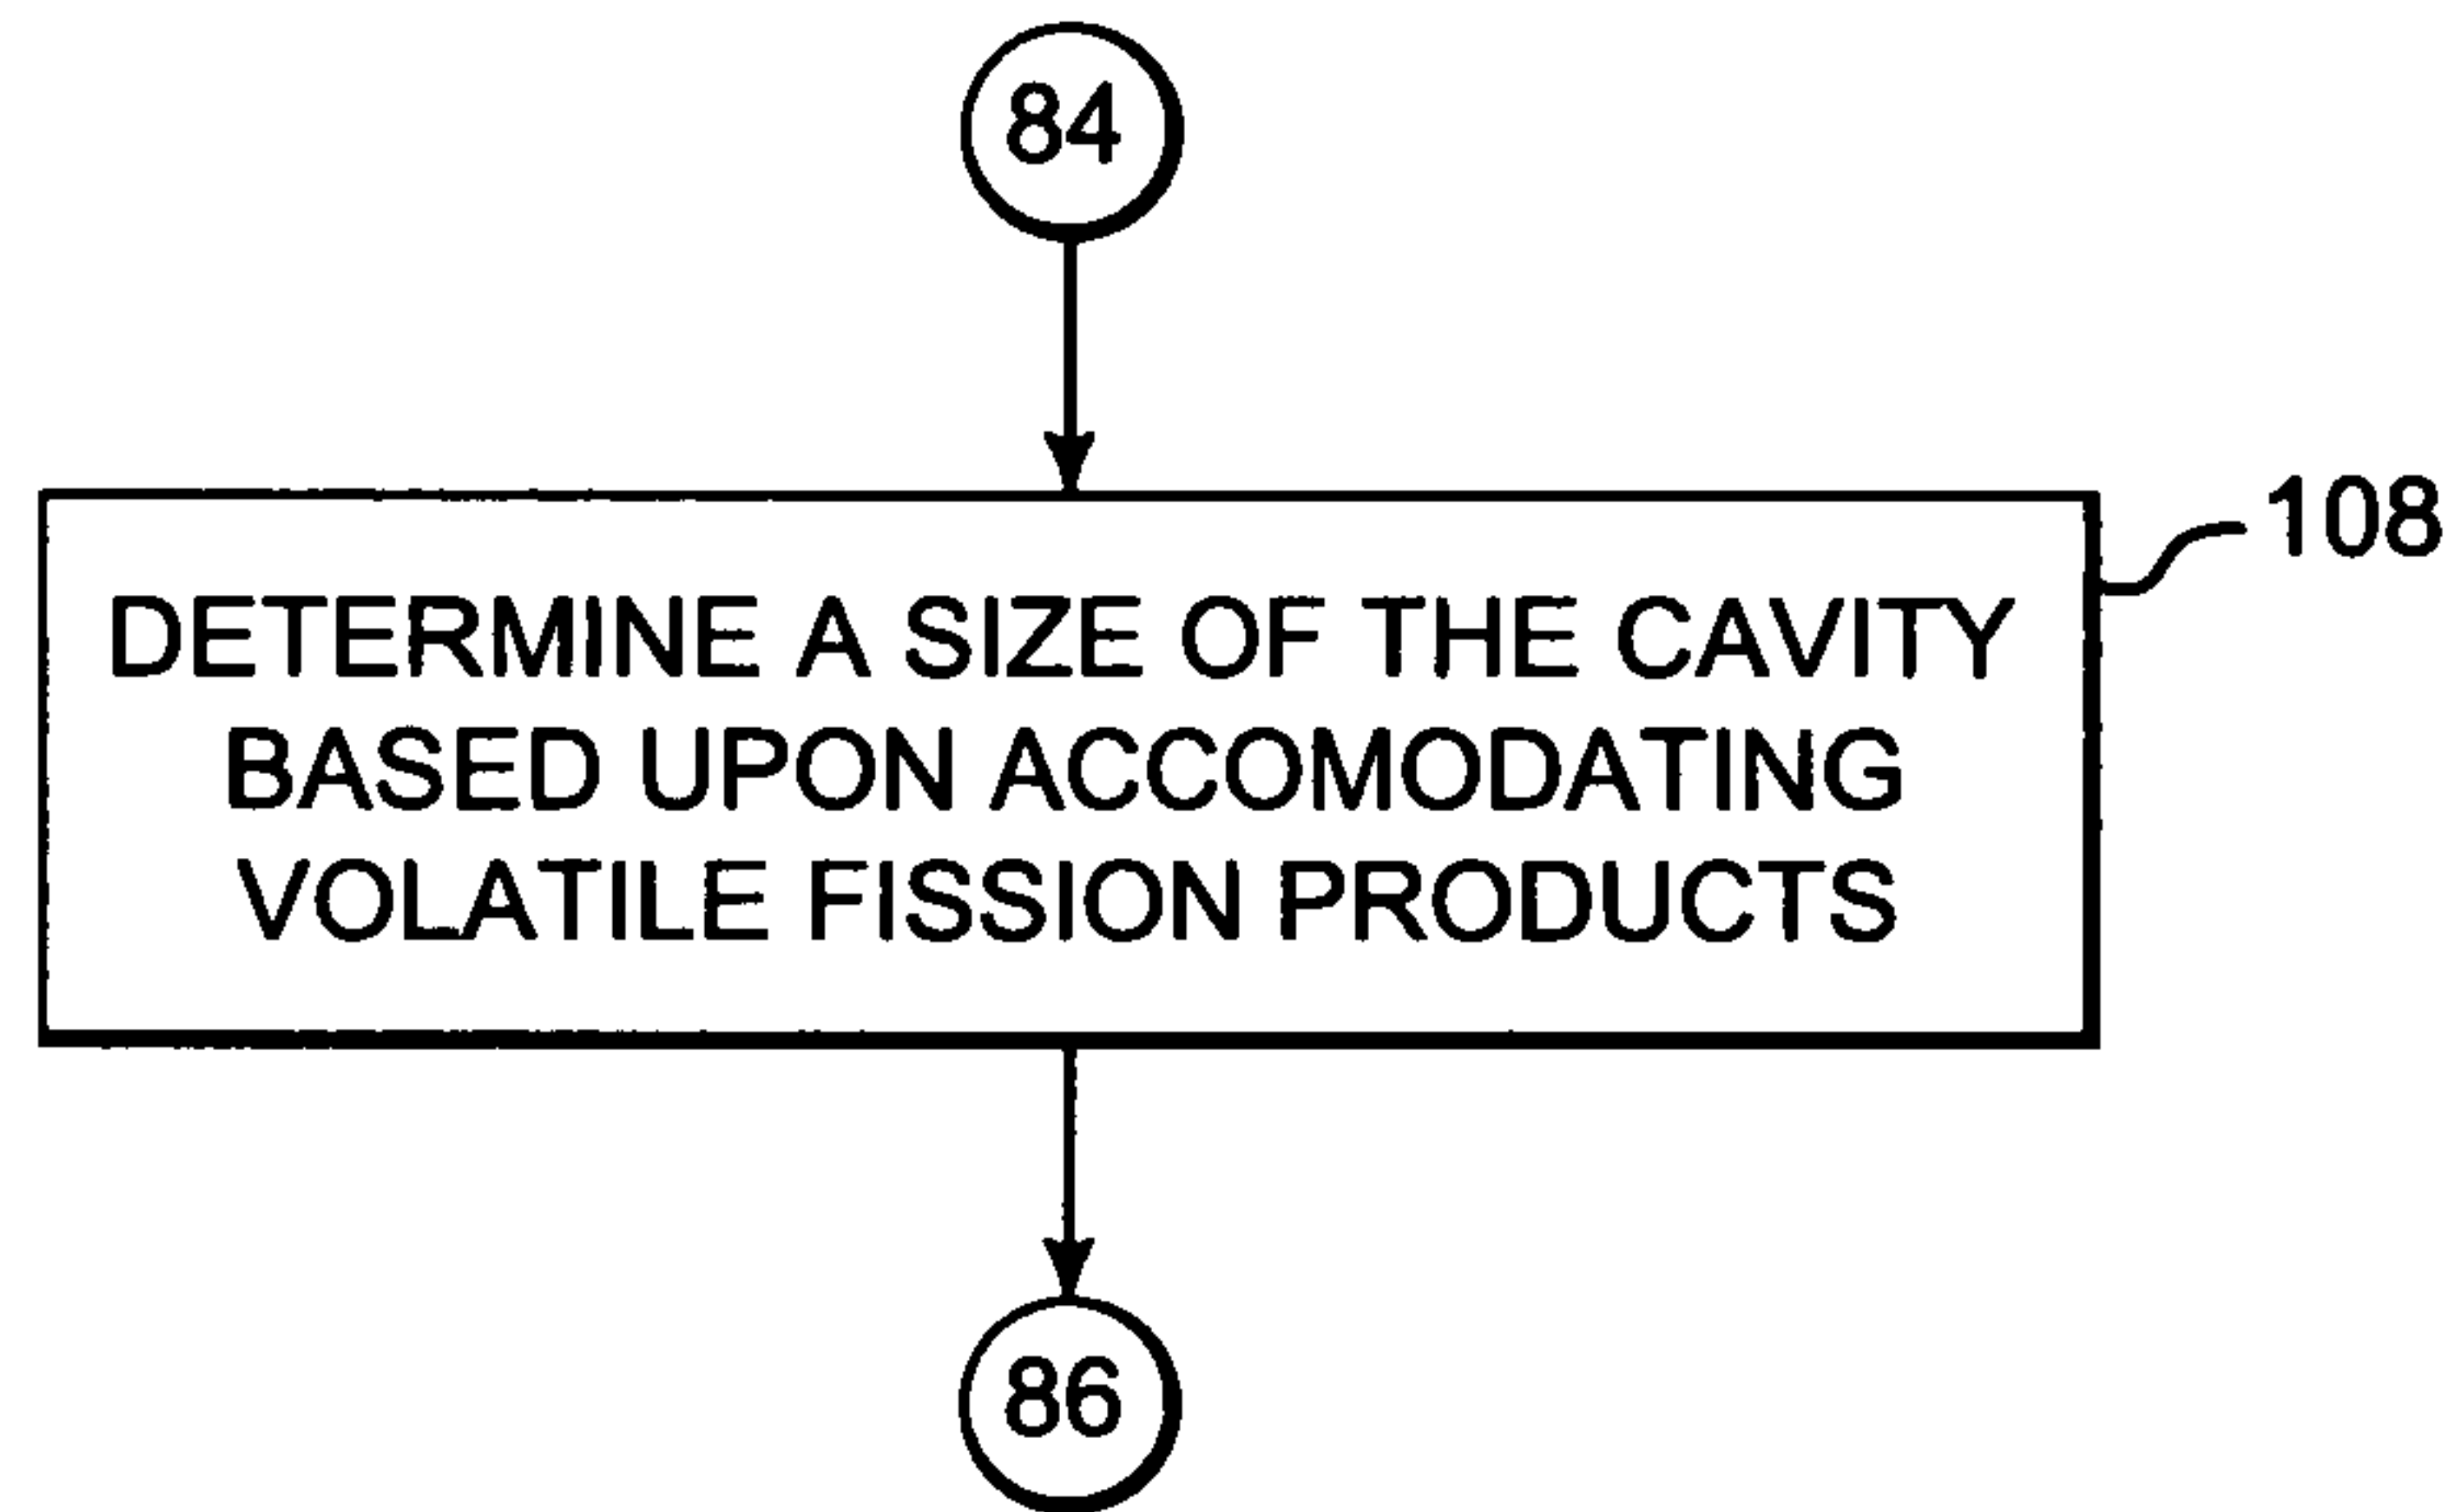 84
108
DETERMINE A SIZE OF THE CAVITY
BASED UPON ACCOMODATING
VOLATILE FISSION PRODUCTS
86